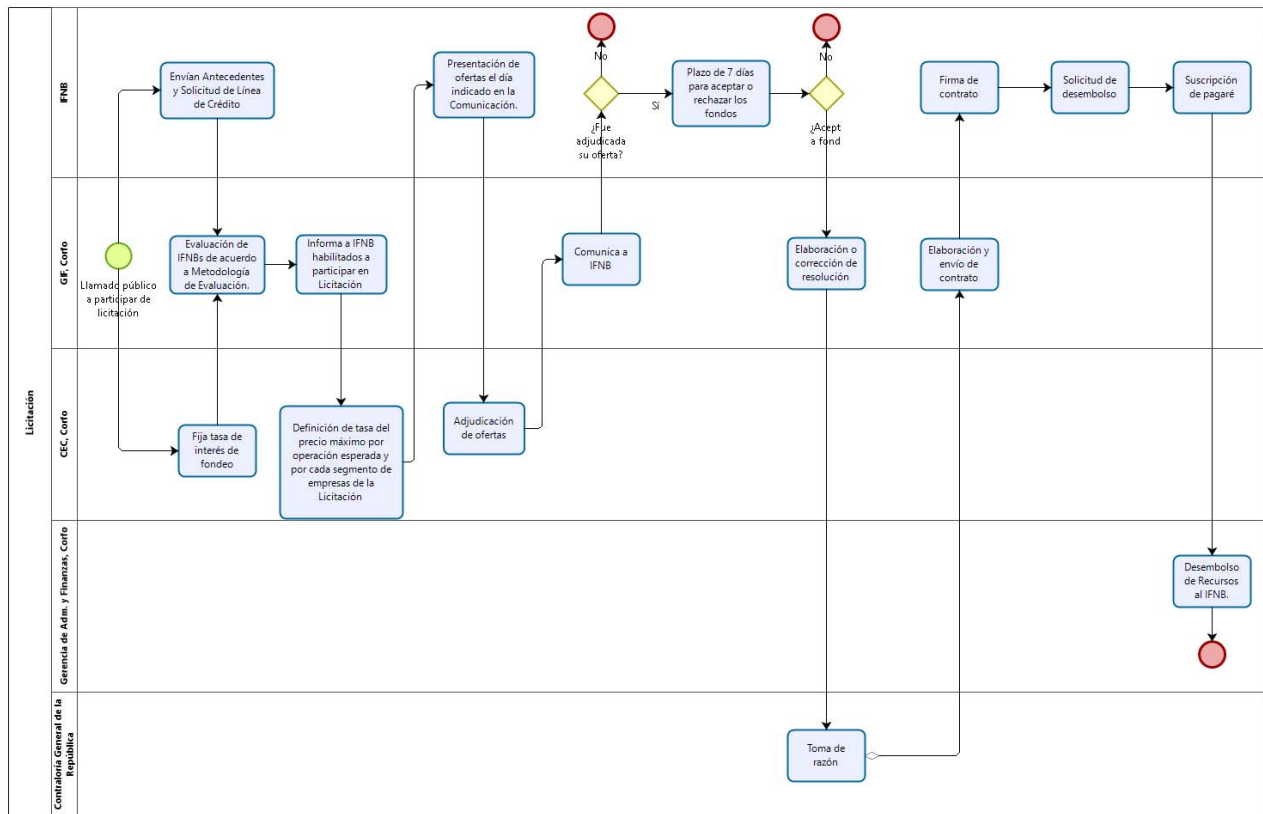 Licitación
IFNB
Envían Antecedentes
y Solicitud de Línea
de Crédito
Presentación de
ofertas el día
indicado en la
Comunicación.
No
¿Fue
adjudicada
su oferta?
Sí
Plazo de 7 días
para aceptar o
rechazar los
fondos
No
¿Acept
a fond
Firma de
contrato
Solicitud de
desembolso
Suscripción
de pagaré
GIF, Corfo
Llamado público
a participar de
licitación
Evaluación de
IFNBs de acuerdo
a Metodología
de Evaluación.
Informa a IFNB
habilitados a
participar en
Licitación
Comunica a
IFNB
Elaboración o
corrección de
resolución
Elaboración y
envío de
contrato
CEC, Corfo
Fija tasa de
interés de
fondeo
Definición de tasa del
precio máximo por
operación esperada y
por cada segmento de
empresas de la
Licitación
Adjudicación
de ofertas
Gerencia de Adm. y Finanzas, Corfo
Desembolso
de Recursos
al IFNB.
Contraloría General de la
República
Toma de
razón